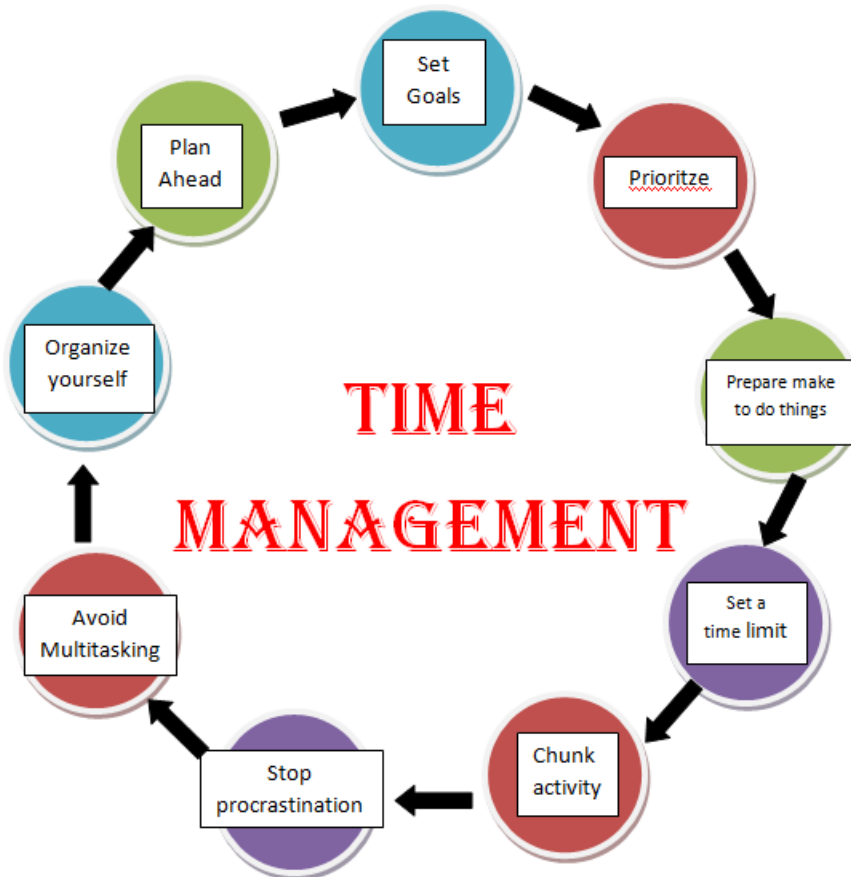 Set
Goals
Prioritze
Prepare make
to do things
Set a
time limit
Chunk
activity
Stop
procrastination
Avoid
Multitasking
Organize
yourself
Plan
Ahead
TIME
MANAGEMENT